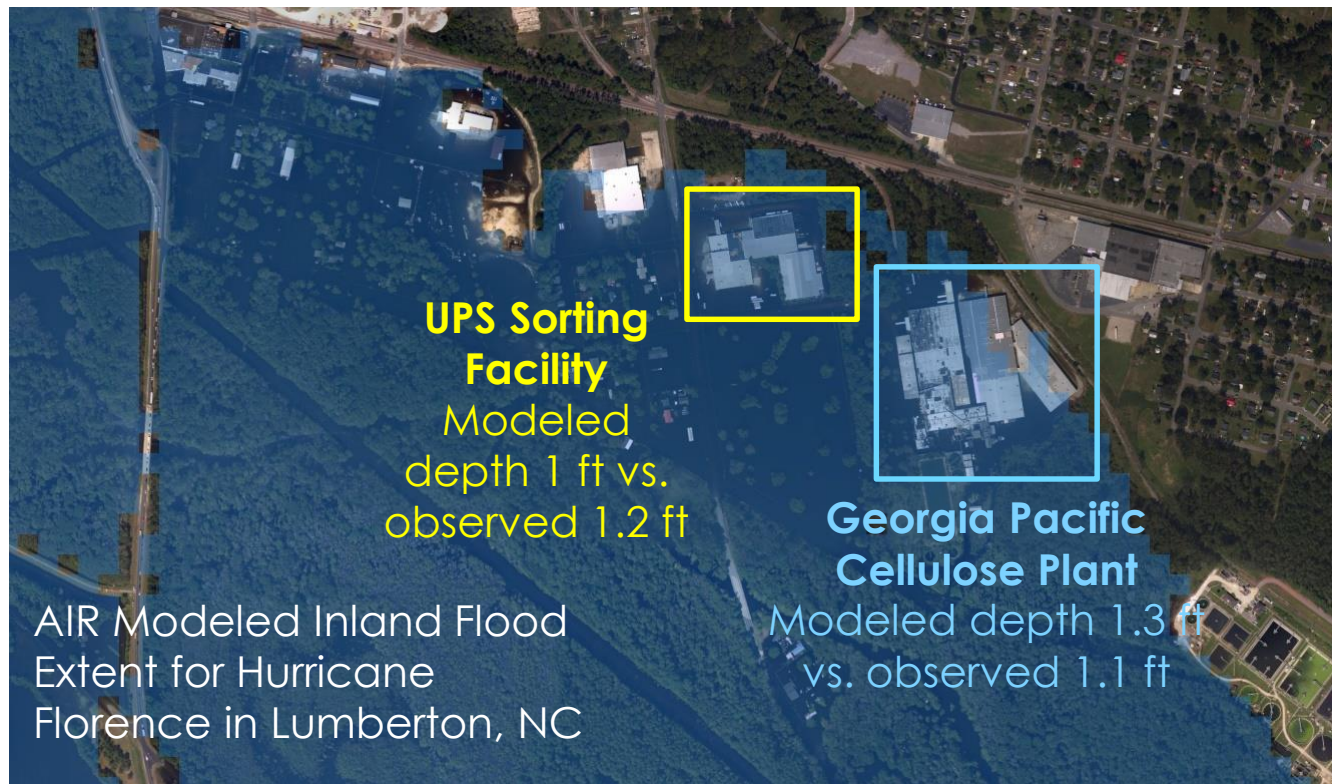 UPS Sorting
Facility
Modeled
depth 1 ft vs.
observed 1.2 ft
Georgia Pacific
Cellulose Plant
Modeled depth 1.3 ft
vs. observed 1.1 ft
AIR Modeled Inland Flood
Extent for Hurricane
Florence in Lumberton, NC